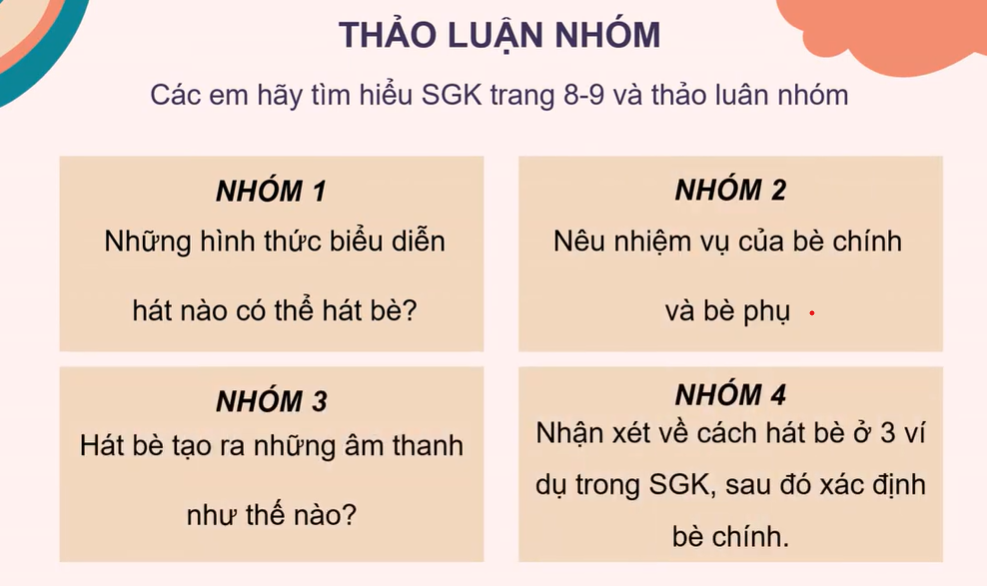 THẢO LUẬN NHÓM
Các em hãy tìm hiểu SGK trang 8-9 và thảo luân nhóm
NHÓM 1
Những hình thức biểu diễn
hát nào có thể hát bè?
NHÓM 2
Nêu nhiệm vụ của bè chính
và bè phụ
NHÓM 3
Hát bè tạo ra những âm thanh
như thế nào?
NHÓM 4
Nhận xét về cách hát bè ở 3 ví
dụ trong SGK, sau đó xác định
bè chính.